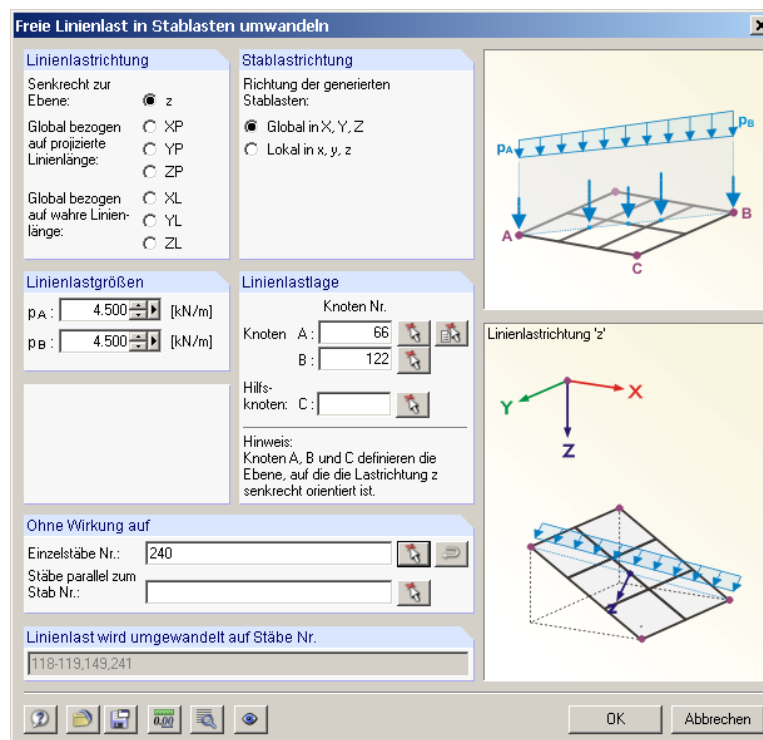 Freie Linienlast in Stablasten umwandeln
Linienlastrichtung
Senkrecht zur
Ebene:
z
Global bezogen
auf projizierte
Linienlänge:
XP
YP
ZP
Global bezogen
auf wahre Linien-
länge:
XL
YL
ZL
Stablastrichtung
Richtung der generierten
Stablasten:
Global in X, Y, Z
Lokal in x, y, z
pA
pB
A
B
C
Linienlastgrößen
pA : 4.500 [kN/m]
pB : 4.500 [kN/m]
Linienlastlage
Knoten Nr.
Knoten A : 66
B : 122
Hilfs-
knoten: C :
Hinweis:
Knoten A, B und C definieren die
Ebene, auf die die Lastrichtung z
senkrecht orientiert ist.
Linienlastrichtung 'z'
X
Y
Z
z
Ohne Wirkung auf
Einzelstäbe Nr.: 240
Stäbe parallel zum
Stab Nr.:
Linienlast wird umgewandelt auf Stäbe Nr.
118-119,149,241
0.00
OK
Abbrechen